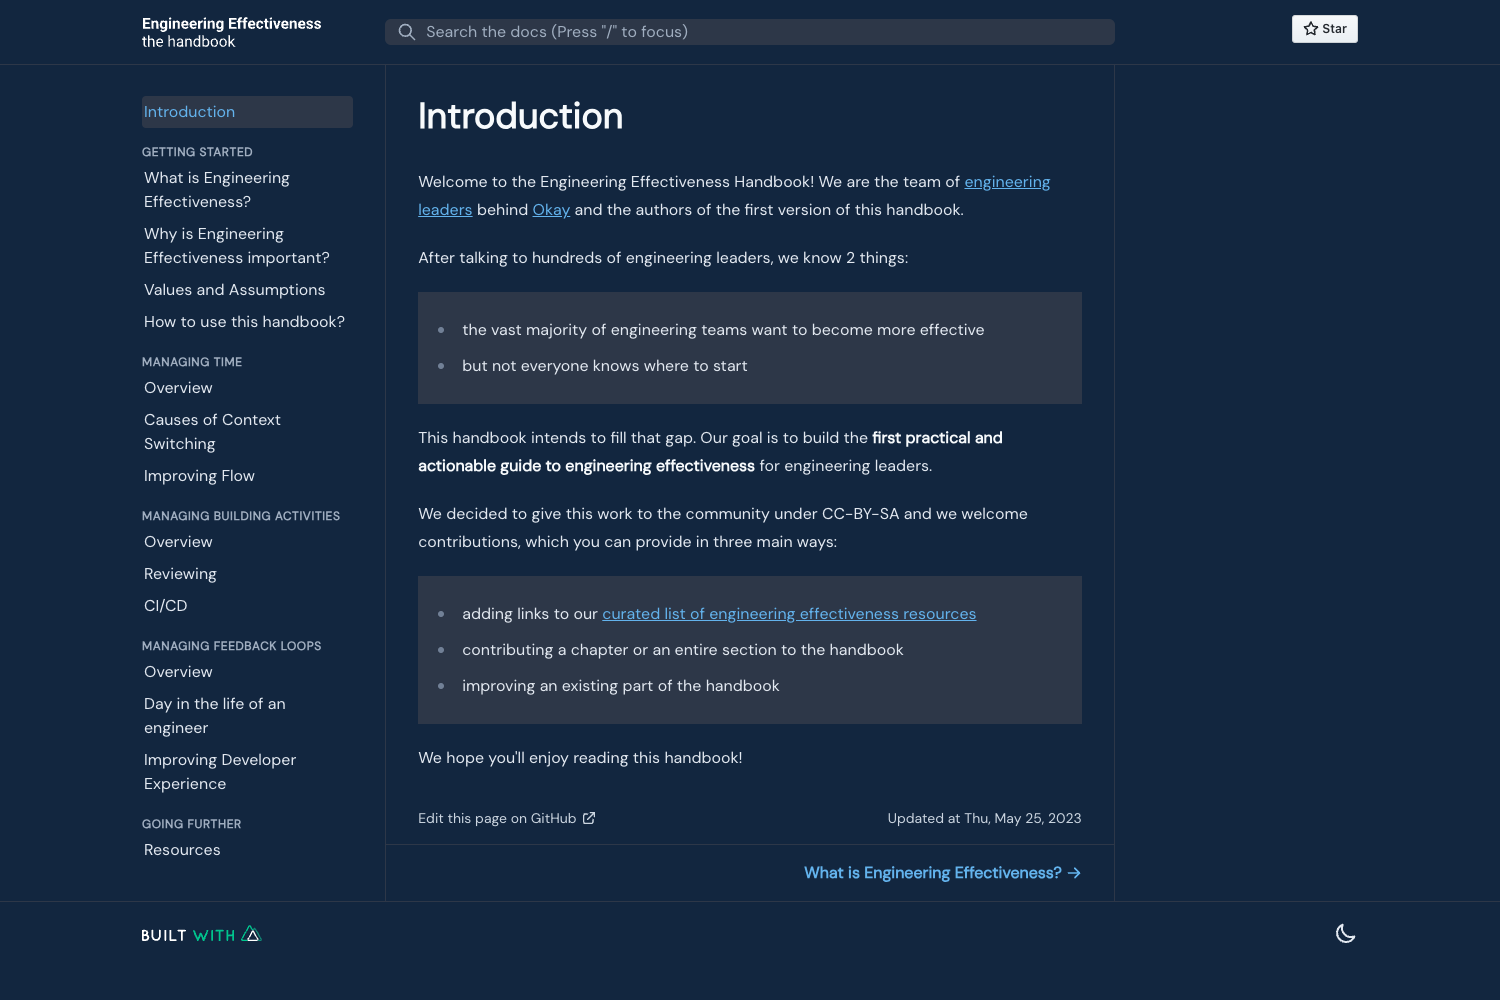 Engineering Effectiveness
the handbook
Search the docs (Press "/" to focus)
Star
Introduction
GETTING STARTED
What is Engineering
Effectiveness?
Why is Engineering
Effectiveness important?
Values and Assumptions
How to use this handbook?
MANAGING TIME
Overview
Causes of Context
Switching
Improving Flow
MANAGING BUILDING ACTIVITIES
Overview
Reviewing
CI/CD
MANAGING FEEDBACK LOOPS
Overview
Day in the life of an
engineer
Improving Developer
Experience
GOING FURTHER
Resources
Introduction
Welcome to the Engineering Effectiveness Handbook! We are the team of engineering
leaders behind Okay and the authors of the first version of this handbook.
After talking to hundreds of engineering leaders, we know 2 things:
the vast majority of engineering teams want to become more effective
but not everyone knows where to start
This handbook intends to fill that gap. Our goal is to build the first practical and
actionable guide to engineering effectiveness for engineering leaders.
We decided to give this work to the community under CC-BY-SA and we welcome
contributions, which you can provide in three main ways:
adding links to our curated list of engineering effectiveness resources
contributing a chapter or an entire section to the handbook
improving an existing part of the handbook
We hope you'll enjoy reading this handbook!
Edit this page on GitHub
Updated at Thu, May 25, 2023
What is Engineering Effectiveness? →
BUILT WITH